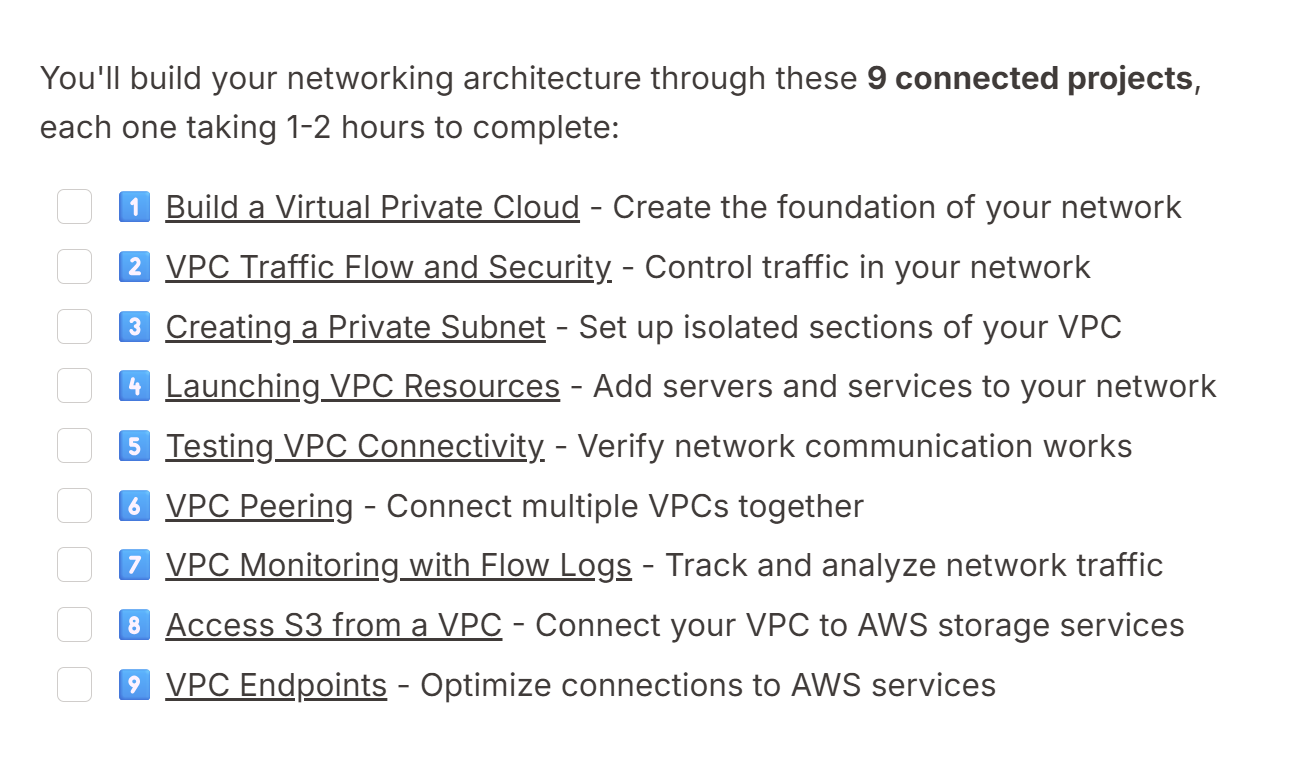 You'll build your networking architecture through these 9 connected projects,
each one taking 1-2 hours to complete:
1 Build a Virtual Private Cloud - Create the foundation of your network
2 VPC Traffic Flow and Security - Control traffic in your network
3 Creating a Private Subnet - Set up isolated sections of your VPC
4 Launching VPC Resources - Add servers and services to your network
5 Testing VPC Connectivity - Verify network communication works
6 VPC Peering - Connect multiple VPCs together
7 VPC Monitoring with Flow Logs - Track and analyze network traffic
8 Access S3 from a VPC - Connect your VPC to AWS storage services
9 VPC Endpoints - Optimize connections to AWS services